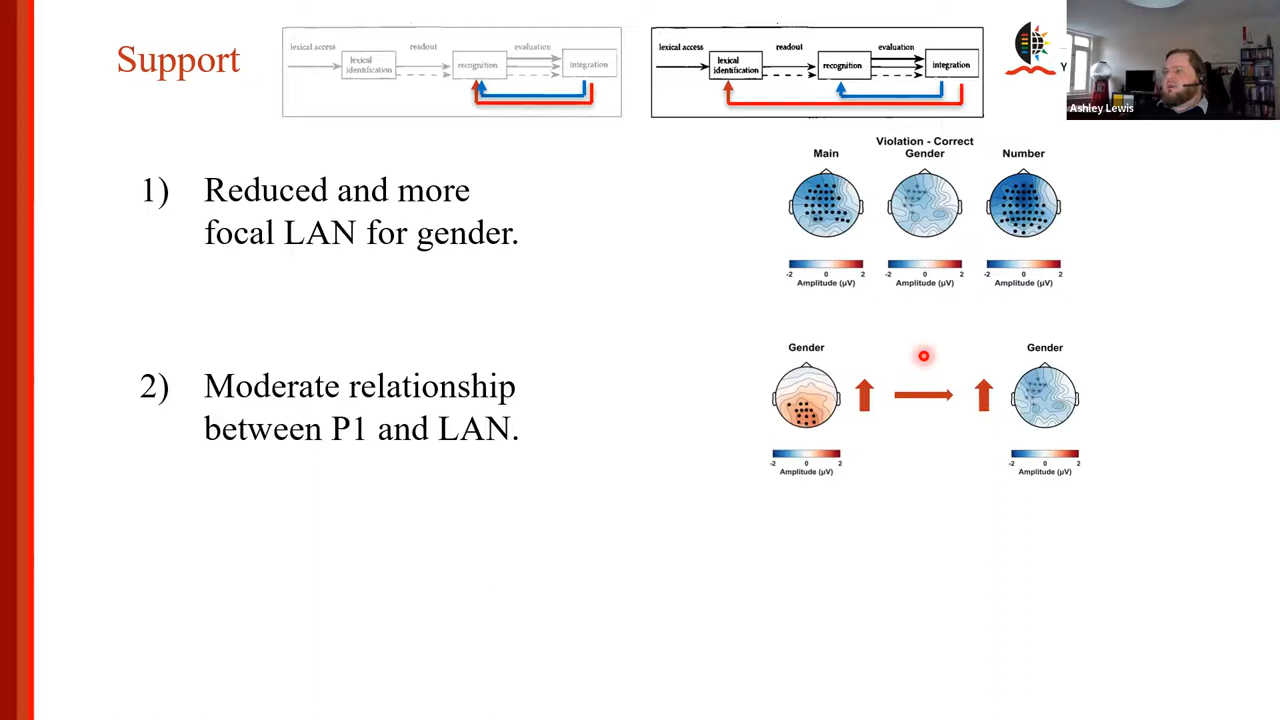 Support
lexical access
readout
evaluation
lexical
identification
recognition
integration
lexical access
readout
evaluation
lexical
identification
recognition
integration
Y
Ashley Lewis
1) Reduced and more
focal LAN for gender.
Violation - Correct
Main
Gender
Number
-2 0 2
Amplitude (μV)
-2 0 2
Amplitude (μV)
-2 0 2
Amplitude (μV)
2) Moderate relationship
between P1 and LAN.
Gender
Gender
-2 0 2
Amplitude (μV)
-2 0 2
Amplitude (μV)